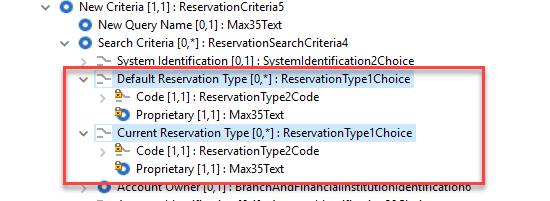 New Criteria [1,1] : ReservationCriteria5
New Query Name [0,1] : Max35Text
Search Criteria [0,*] : ReservationSearchCriteria4
System Identification [0,1] : SystemIdentification2Choice
Default Reservation Type [0,*] : ReservationType1Choice
Code [1,1] : ReservationType2Code
Proprietary [1,1] : Max35Text
Current Reservation Type [0,*] : ReservationType1Choice
Code [1,1] : ReservationType2Code
Proprietary [1,1] : Max35Text
Account Owner [0,1] : BranchAndFinancialInstitutionIdentification6